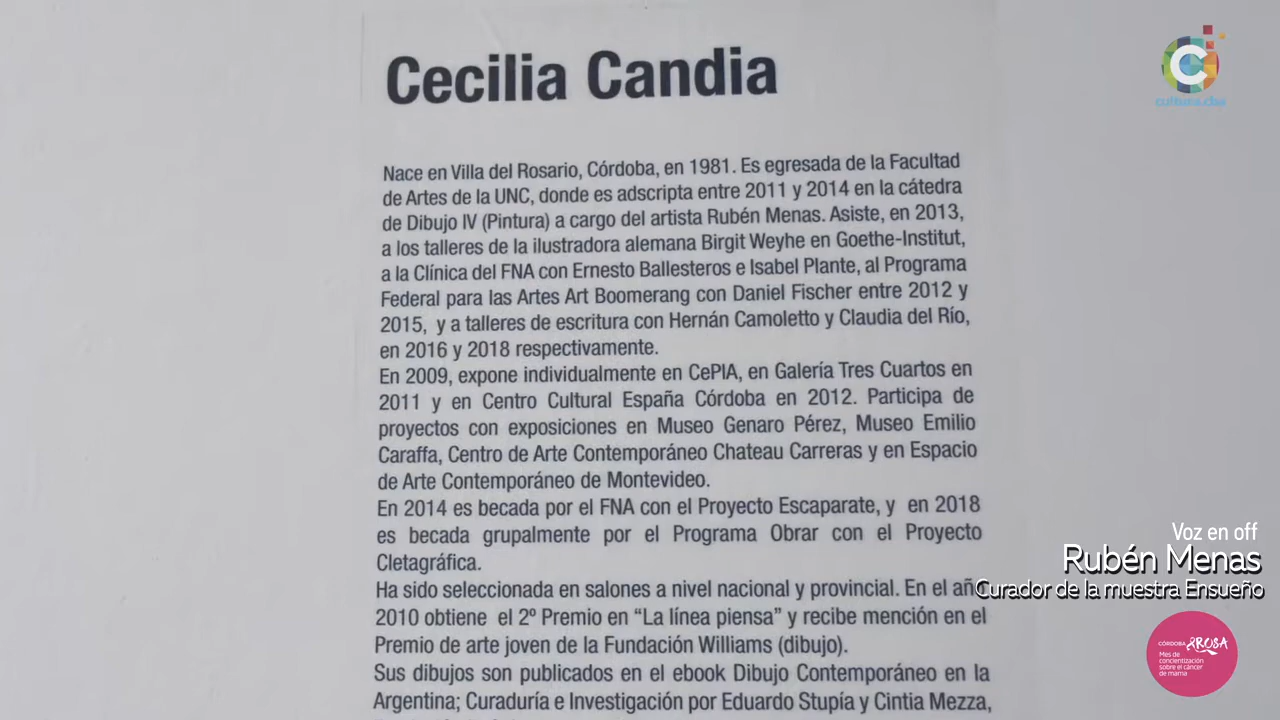 Cecilia Candia
cultura.cba
Nace en Villa del Rosario, Córdoba, en 1981. Es egresada de la Facultad
de Artes de la UNC, donde es adscripta entre 2011 y 2014 en la cátedra
de Dibujo IV (Pintura) a cargo del artista Rubén Menas. Asiste, en 2013,
a los talleres de la ilustradora alemana Birgit Weyhe en Goethe-Institut,
a la Clínica del FNA con Ernesto Ballesteros e Isabel Plante, al Programa
Federal para las Artes Art Boomerang con Daniel Fischer entre 2012 y
2015, y a talleres de escritura con Hernán Camoletto y Claudia del Río,
en 2016 y 2018 respectivamente.
En 2009, expone individualmente en CePIA, en Galería Tres Cuartos en
2011 y en Centro Cultural España Córdoba en 2012. Participa de
proyectos con exposiciones en Museo Genaro Pérez, Museo Emilio
Caraffa, Centro de Arte Contemporáneo Chateau Carreras y en Espacio
de Arte Contemporáneo de Montevideo.
En 2014 es becada por el FNA con el Proyecto Escaparate, y en 2018
es becada grupalmente por el Programa Obrar con el Proyecto
Cletagráfica.
Ha sido seleccionada en salones a nivel nacional y provincial. En el año
2010 obtiene el 2º Premio en “La línea piensa” y recibe mención en el
Premio de arte joven de la Fundación Williams (dibujo).
Sus dibujos son publicados en el ebook Dibujo Contemporáneo en la
Argentina; Curaduría e Investigación por Eduardo Stupía y Cintia Mezza,
Voz en off
Rubén Menas
Curador de la muestra Ensueño
CÓRDOBA ROSA
Mes de
concientización
sobre el cáncer
de mama